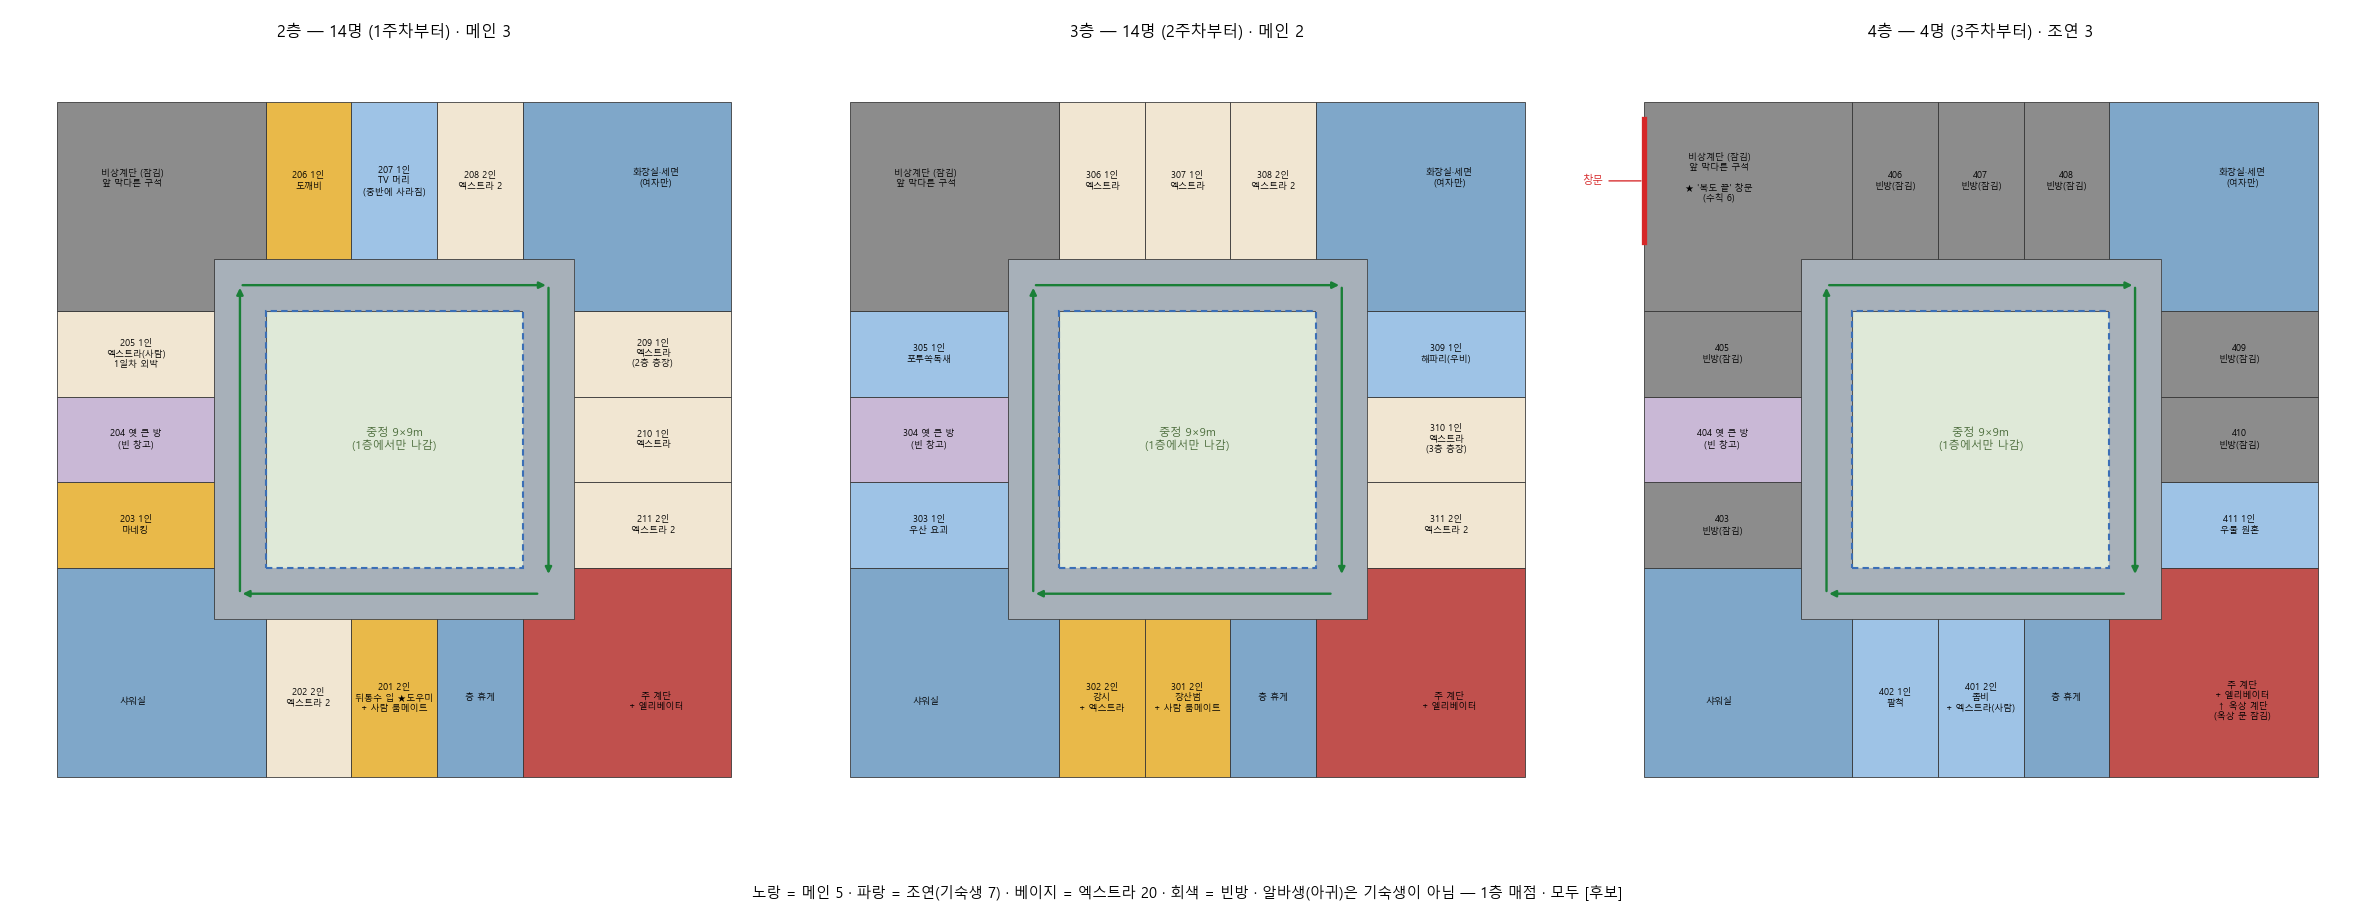 2층 — 14명 (1주차부터) · 메인 3
비상계단 (잠김)
앞 막다른 구석
206 1인
도깨비
207 1인
TV 머리
(중반에 사라짐)
208 2인
엑스트라 2
화장실·세면
(여자만)
205 1인
엑스트라(사람)
1일차 외박
204 옛 큰 방
(빈 창고)
203 1인
마네킹
중정 9×9m
(1층에서만 나감)
209 1인
엑스트라
(2층 층장)
210 1인
엑스트라
211 2인
엑스트라 2
샤워실
202 2인
엑스트라 2
201 2인
뒤통수 입 ★도우미
+ 사람 룸메이트
층 휴게
주 계단
+ 엘리베이터
3층 — 14명 (2주차부터) · 메인 2
비상계단 (잠김)
앞 막다른 구석
306 1인
엑스트라
307 1인
엑스트라
308 2인
엑스트라 2
화장실·세면
(여자만)
305 1인
포투쏙독새
304 옛 큰 방
(빈 창고)
303 1인
우산 요괴
중정 9×9m
(1층에서만 나감)
309 1인
해파리(우비)
310 1인
엑스트라
(3층 층장)
311 2인
엑스트라 2
샤워실
302 2인
강시
+ 엑스트라
301 2인
장산범
+ 사람 룸메이트
층 휴게
주 계단
+ 엘리베이터
4층 — 4명 (3주차부터) · 조연 3
창문
비상계단 (잠김)
앞 막다른 구석
★ '복도 끝' 창문
(수칙 6)
406
빈방(잠김)
407
빈방(잠김)
408
빈방(잠김)
화장실·세면
(여자만)
405
빈방(잠김)
404 옛 큰 방
(빈 창고)
403
빈방(잠김)
중정 9×9m
(1층에서만 나감)
409
빈방(잠김)
410
빈방(잠김)
411 1인
우물 원혼
샤워실
402 1인
팔척
401 2인
좀비
+ 엑스트라(사람)
층 휴게
주 계단
+ 엘리베이터
↑ 옥상 계단
(옥상 문 잠김)
노랑 = 메인 5 · 파랑 = 조연(기숙생 7) · 베이지 = 엑스트라 20 · 회색 = 빈방 · 알바생(아귀)은 기숙생이 아님 — 1층 매점 · 모두 [후보]